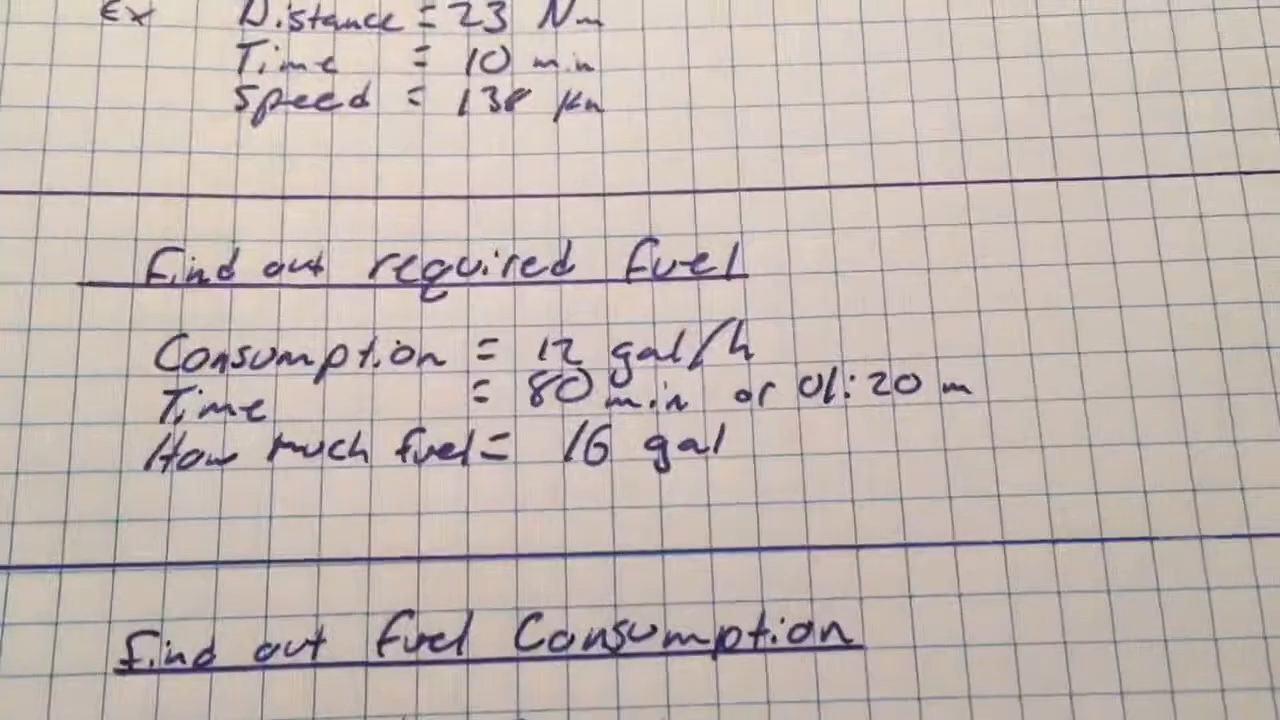 Ex Distance = 23 Nm
Time = 10 min
Speed = 138 kn
Find out required fuel
Consumption = 12 gal/h
Time = 80 min or 01:20 m
How much fuel = 16 gal
Find out fuel Consumption